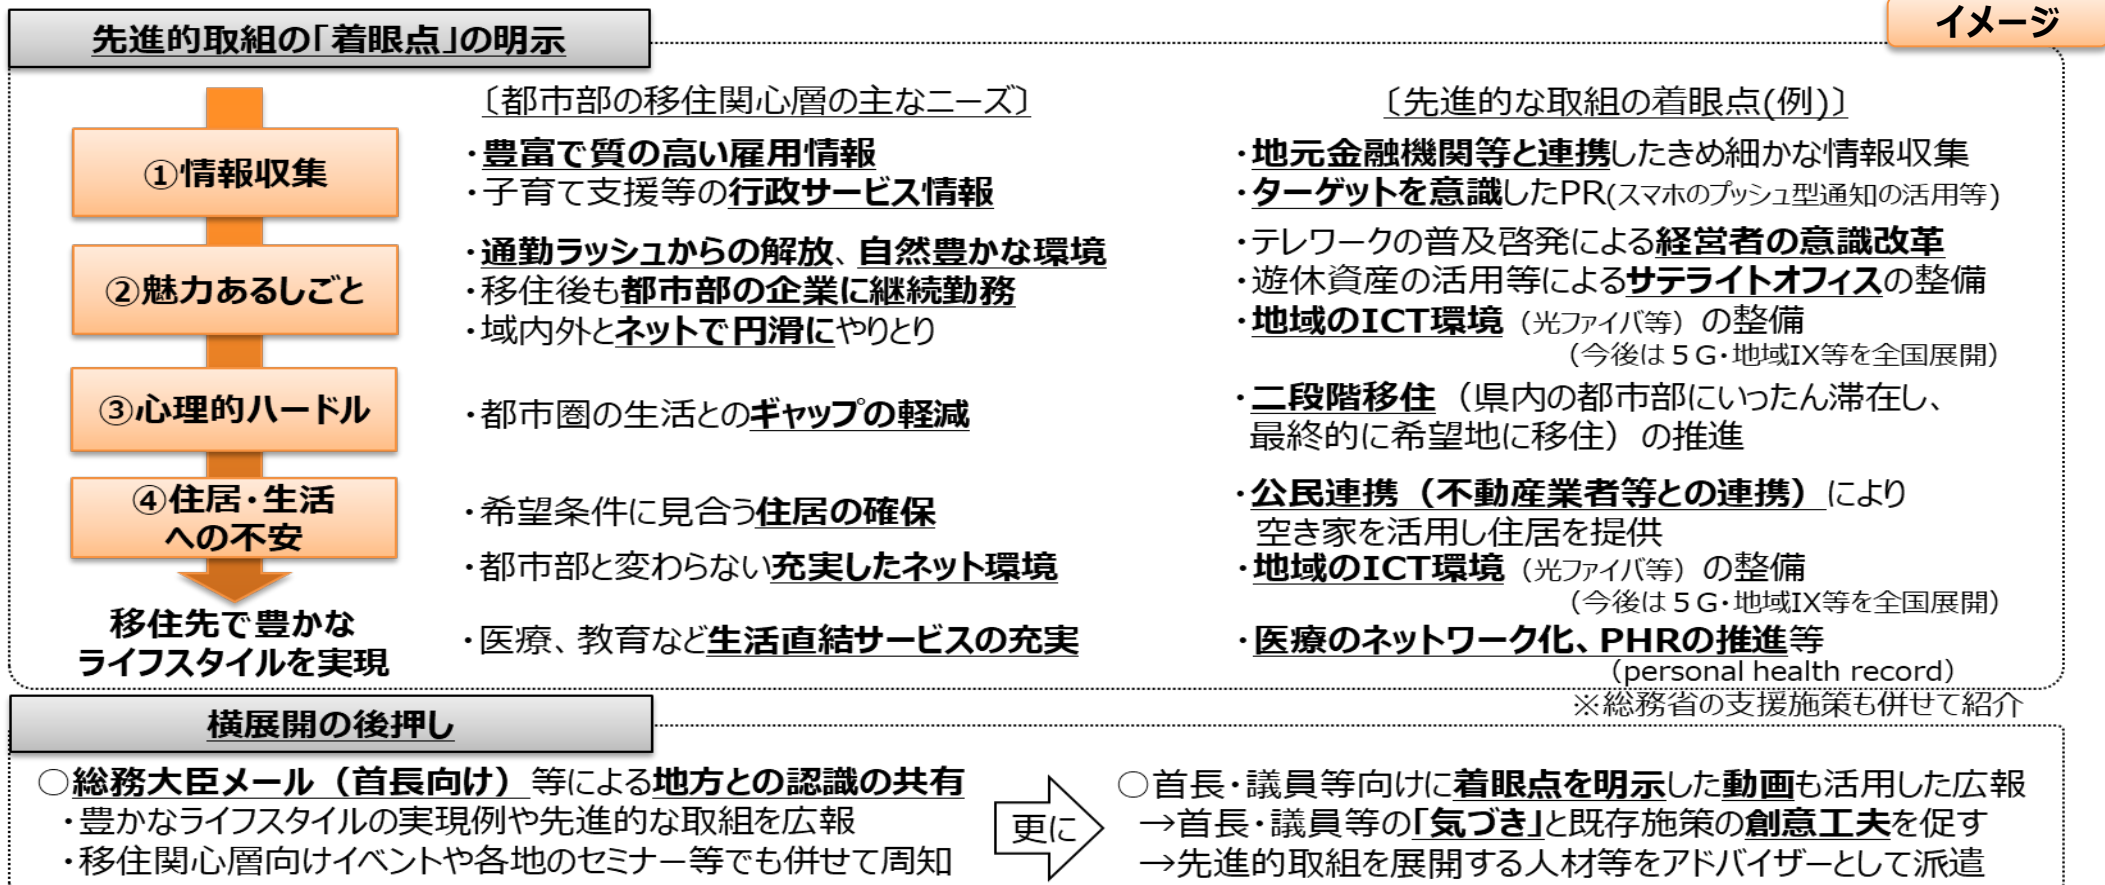 イメージ
先進的取組の「着眼点」の明示
①情報収集
②魅力あるしごと
③心理的ハードル
④住居・生活
への不安
移住先で豊かな
ライフスタイルを実現
〔都市部の移住関心層の主なニーズ〕
・豊富で質の高い雇用情報
・子育て支援等の行政サービス情報
・通勤ラッシュからの解放、自然豊かな環境
・移住後も都市部の企業に継続勤務
・域内外とネットで円滑にやりとり
・都市圏の生活とのギャップの軽減
・希望条件に見合う住居の確保
・都市部と変わらない充実したネット環境
・医療、教育など生活直結サービスの充実
〔先進的な取組の着眼点(例)〕
・地元金融機関等と連携したきめ細かな情報収集
・ターゲットを意識したPR(スマホのプッシュ型通知の活用等)
・テレワークの普及啓発による経営者の意識改革
・遊休資産の活用等によるサテライトオフィスの整備
・地域のICT環境（光ファイバ等）の整備
（今後は５G・地域IX等を全国展開）
・二段階移住（県内の都市部にいったん滞在し、
最終的に希望地に移住）の推進
・公民連携（不動産業者等との連携）により
空き家を活用し住居を提供
・地域のICT環境（光ファイバ等）の整備
（今後は５G・地域IX等を全国展開）
・医療のネットワーク化、PHRの推進等
（personal health record）
※総務省の支援施策も併せて紹介
横展開の後押し
○総務大臣メール（首長向け）等による地方との認識の共有
・豊かなライフスタイルの実現例や先進的な取組を広報
・移住関心層向けイベントや各地のセミナー等でも併せて周知
更に
○首長・議員等向けに着眼点を明示した動画も活用した広報
→首長・議員等の「気づき」と既存施策の創意工夫を促す
→先進的取組を展開する人材等をアドバイザーとして派遣